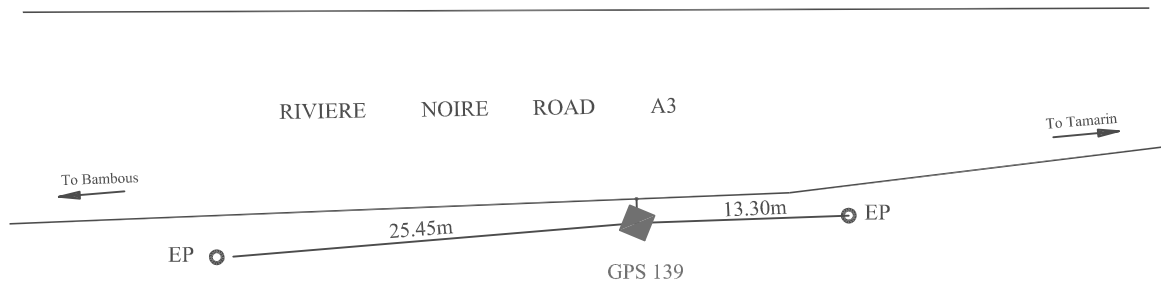 RIVIERE NOIRE ROAD A3
To Tamarin
To Bambous
13.30m
EP
25.45m
EP
GPS 139